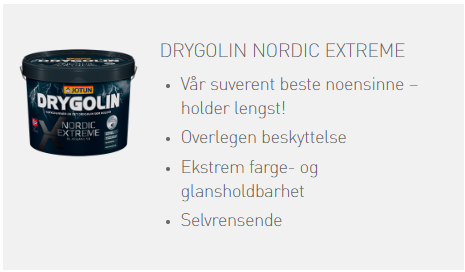 DRYGOLIN NORDIC EXTREME
• Vår suverent beste noensinne –
holder lengst!
• Overlegen beskyttelse
• Ekstrem farge- og
glansholdbarhet
• Selvrensende
JOTUN
DRYGOLIN
NORDIC
EXTREME